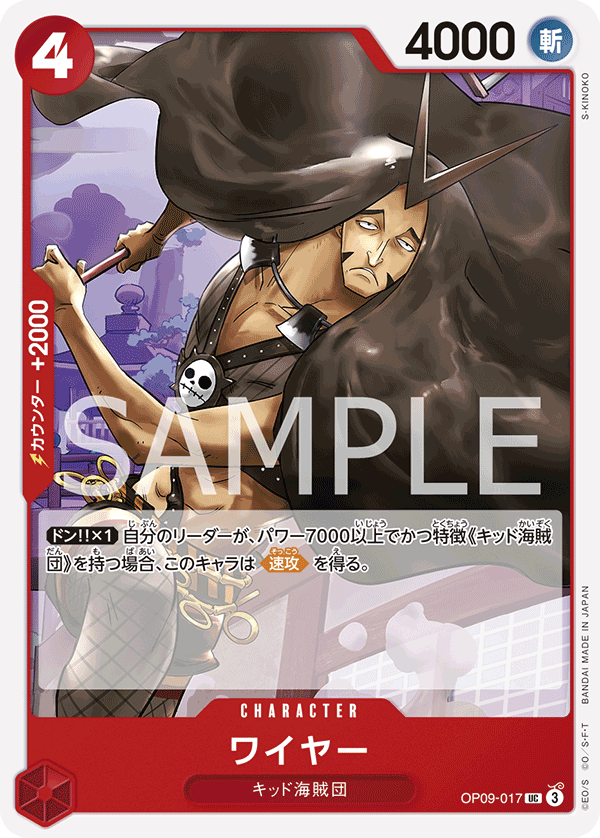 4
4000
斬
S-KINOKO
カウンター +2000
SAMPLE
ドン!!×1 自分のリーダーが、パワー7000以上でかつ特徴《キッド海賊
団》を持つ場合、このキャラは 速攻 を得る。
CHARACTER
ワイヤー
キッド海賊団
OP09-017 UC 3
©E.O/S ©O/S・F・T BANDAI MADE IN JAPAN